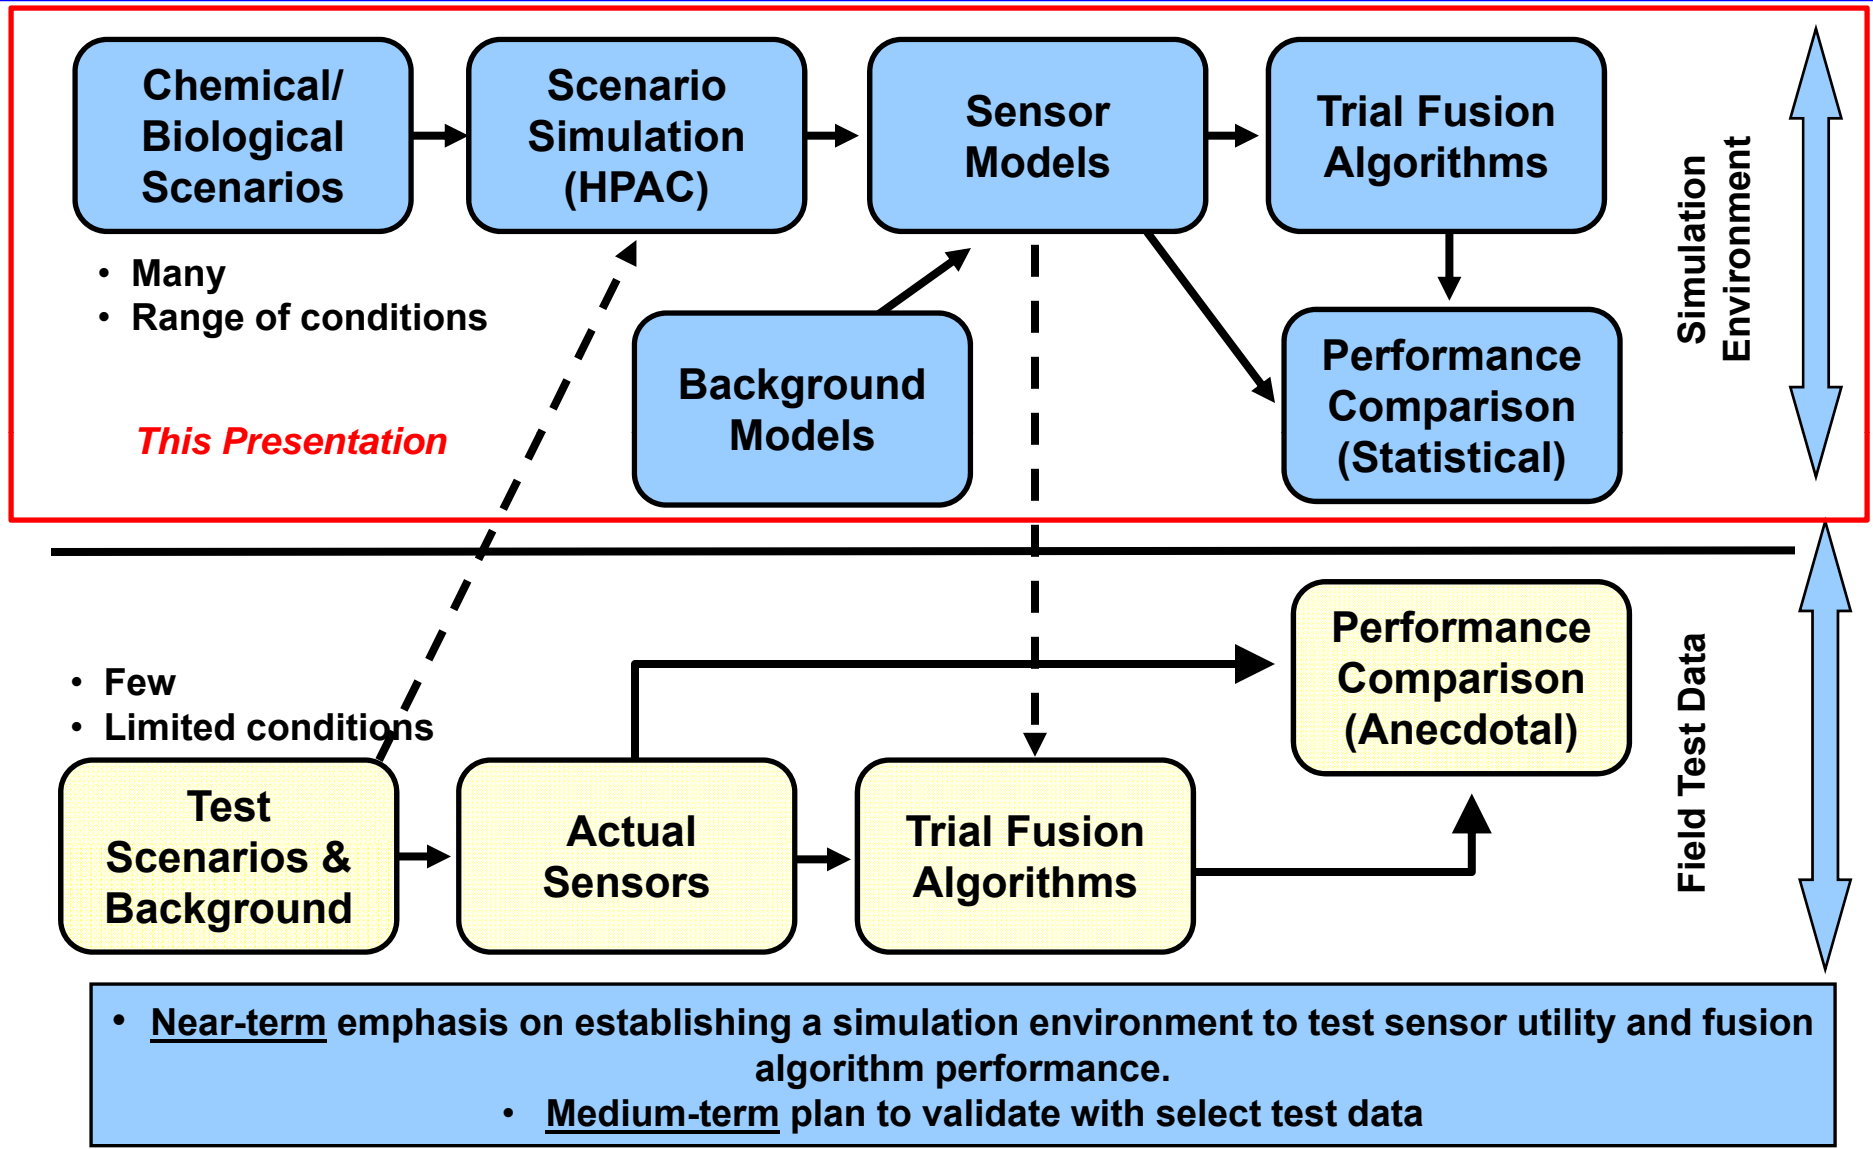 Chemical/
Biological
Scenarios
Scenario
Simulation
(HPAC)
Sensor
Models
Trial Fusion
Algorithms
Simulation
Environment
• Many
• Range of conditions
Background
Models
Performance
Comparison
(Statistical)
This Presentation
• Few
• Limited conditions
Performance
Comparison
(Anecdotal)
Field Test Data
Test
Scenarios &
Background
Actual
Sensors
Trial Fusion
Algorithms
• Near-term emphasis on establishing a simulation environment to test sensor utility and fusion
algorithm performance.
• Medium-term plan to validate with select test data